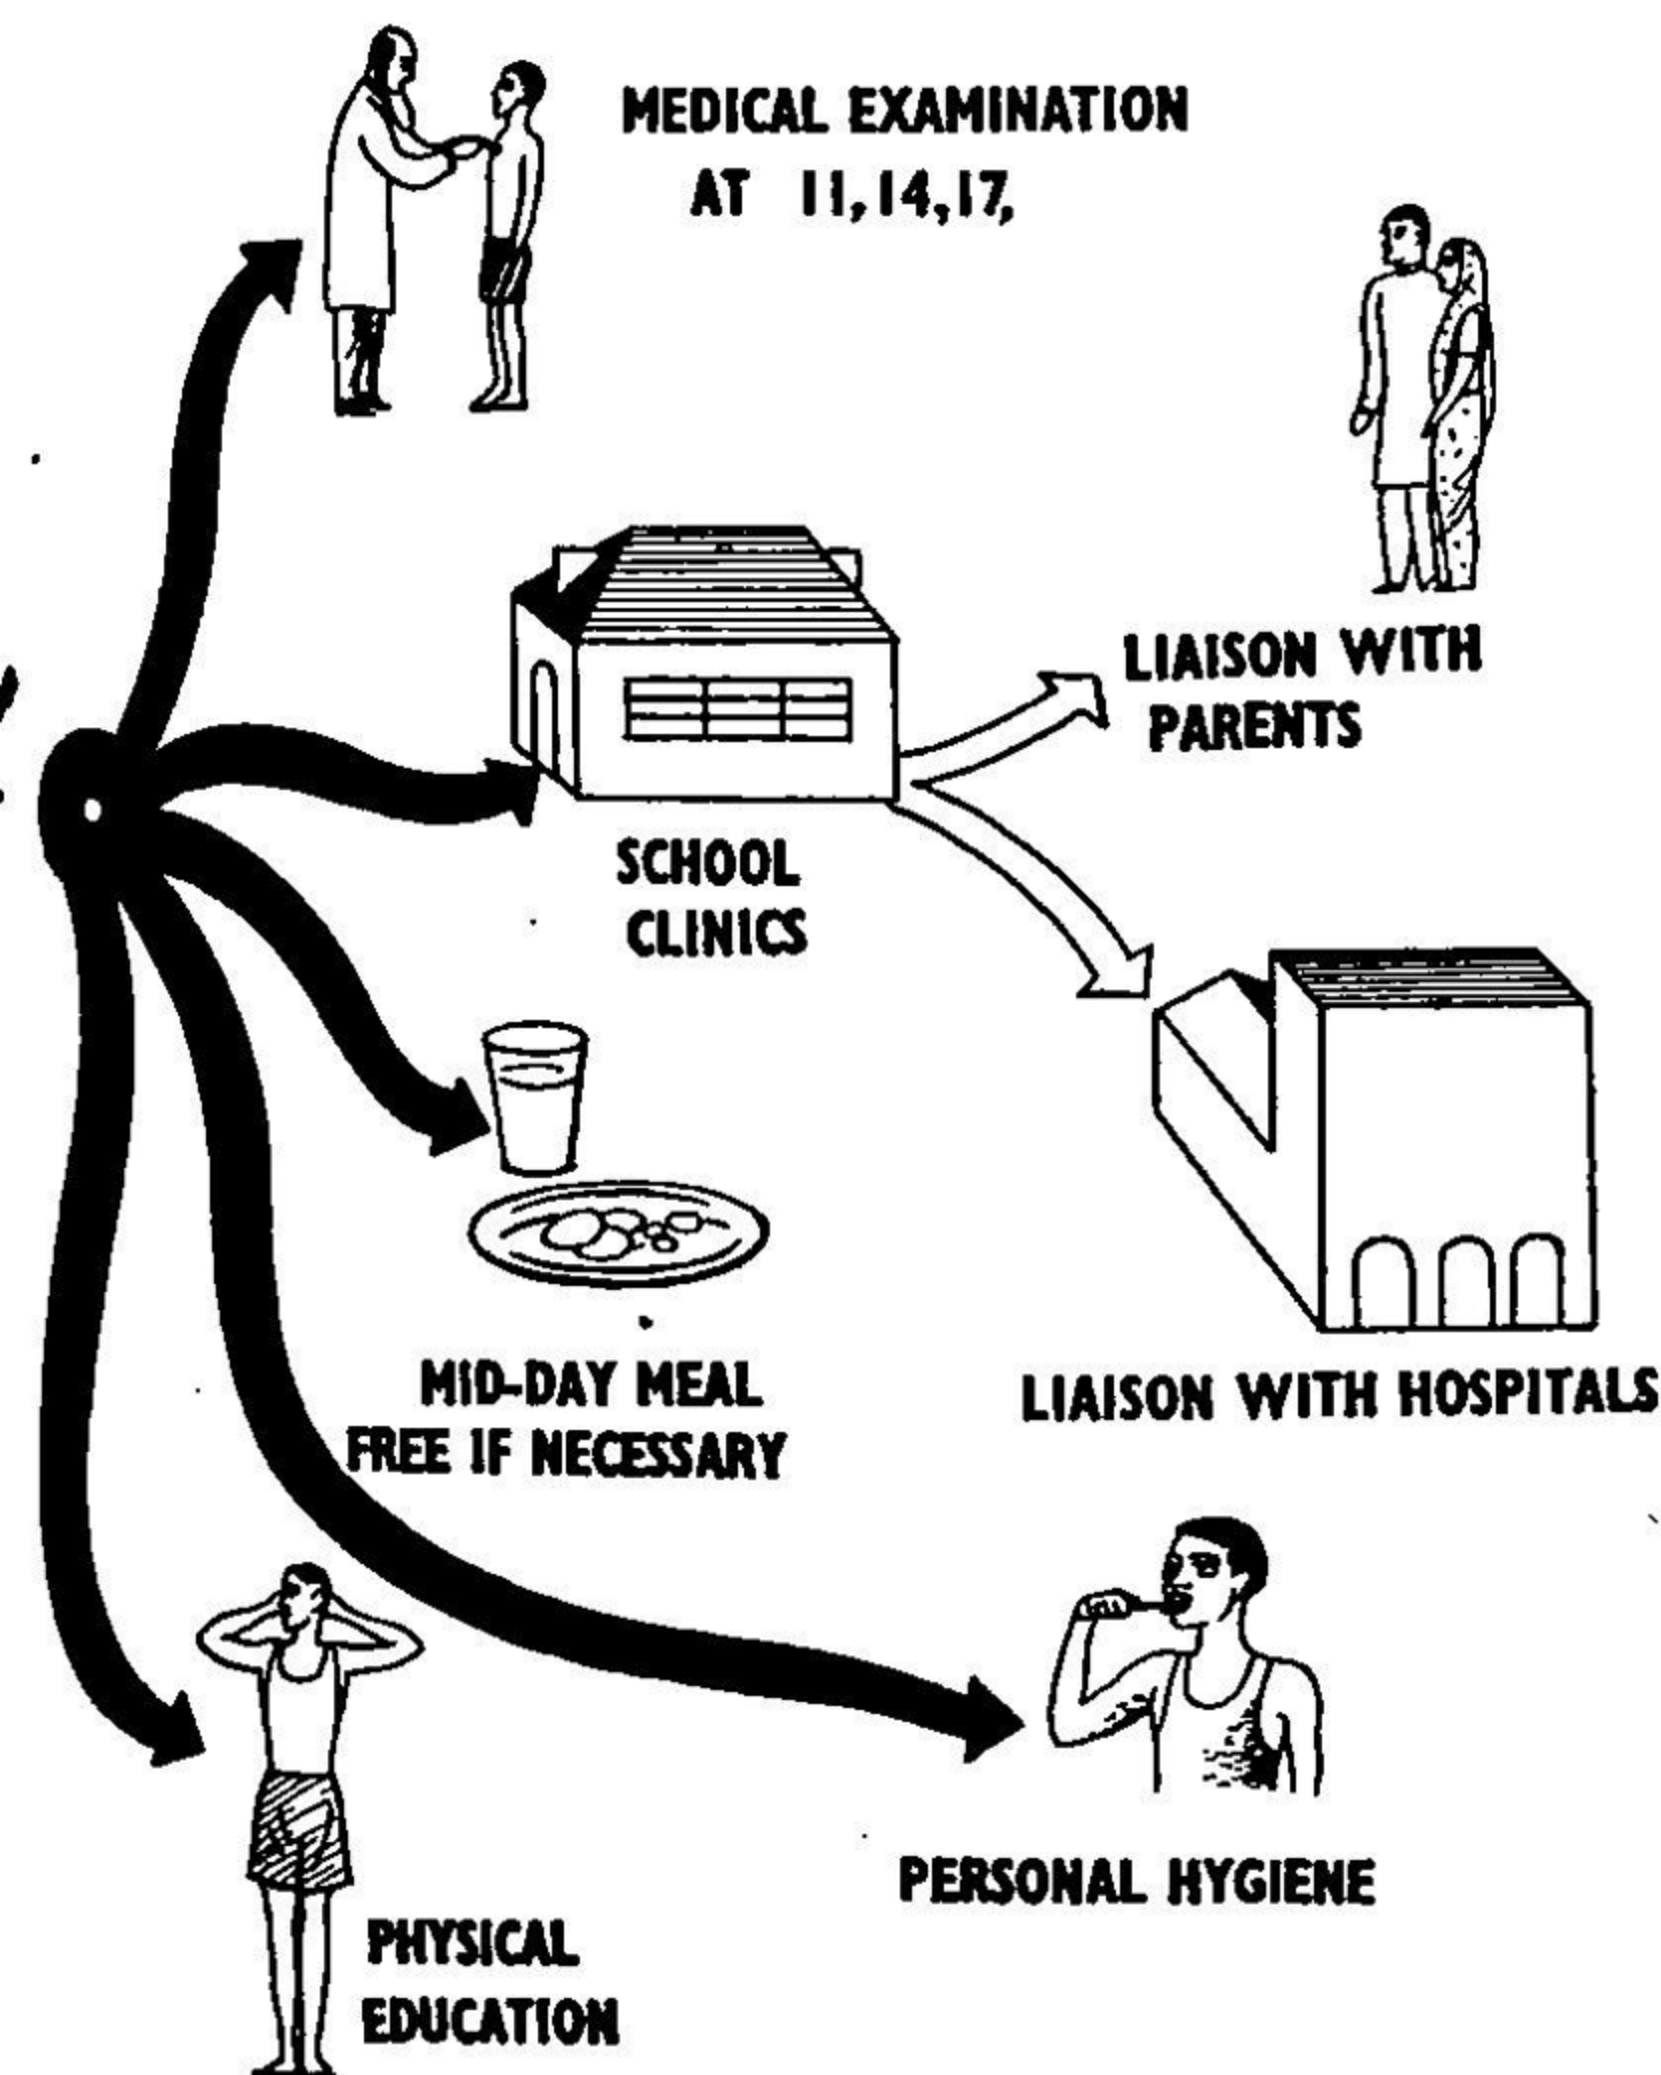 MEDICAL EXAMINATION
AT 11,14,17,
LIAISON WITH
PARENTS
SCHOOL
CLINICS
MID-DAY MEAL
FREE IF NECESSARY
LIAISON WITH HOSPITALS
PERSONAL HYGIENE
PHYSICAL
EDUCATION